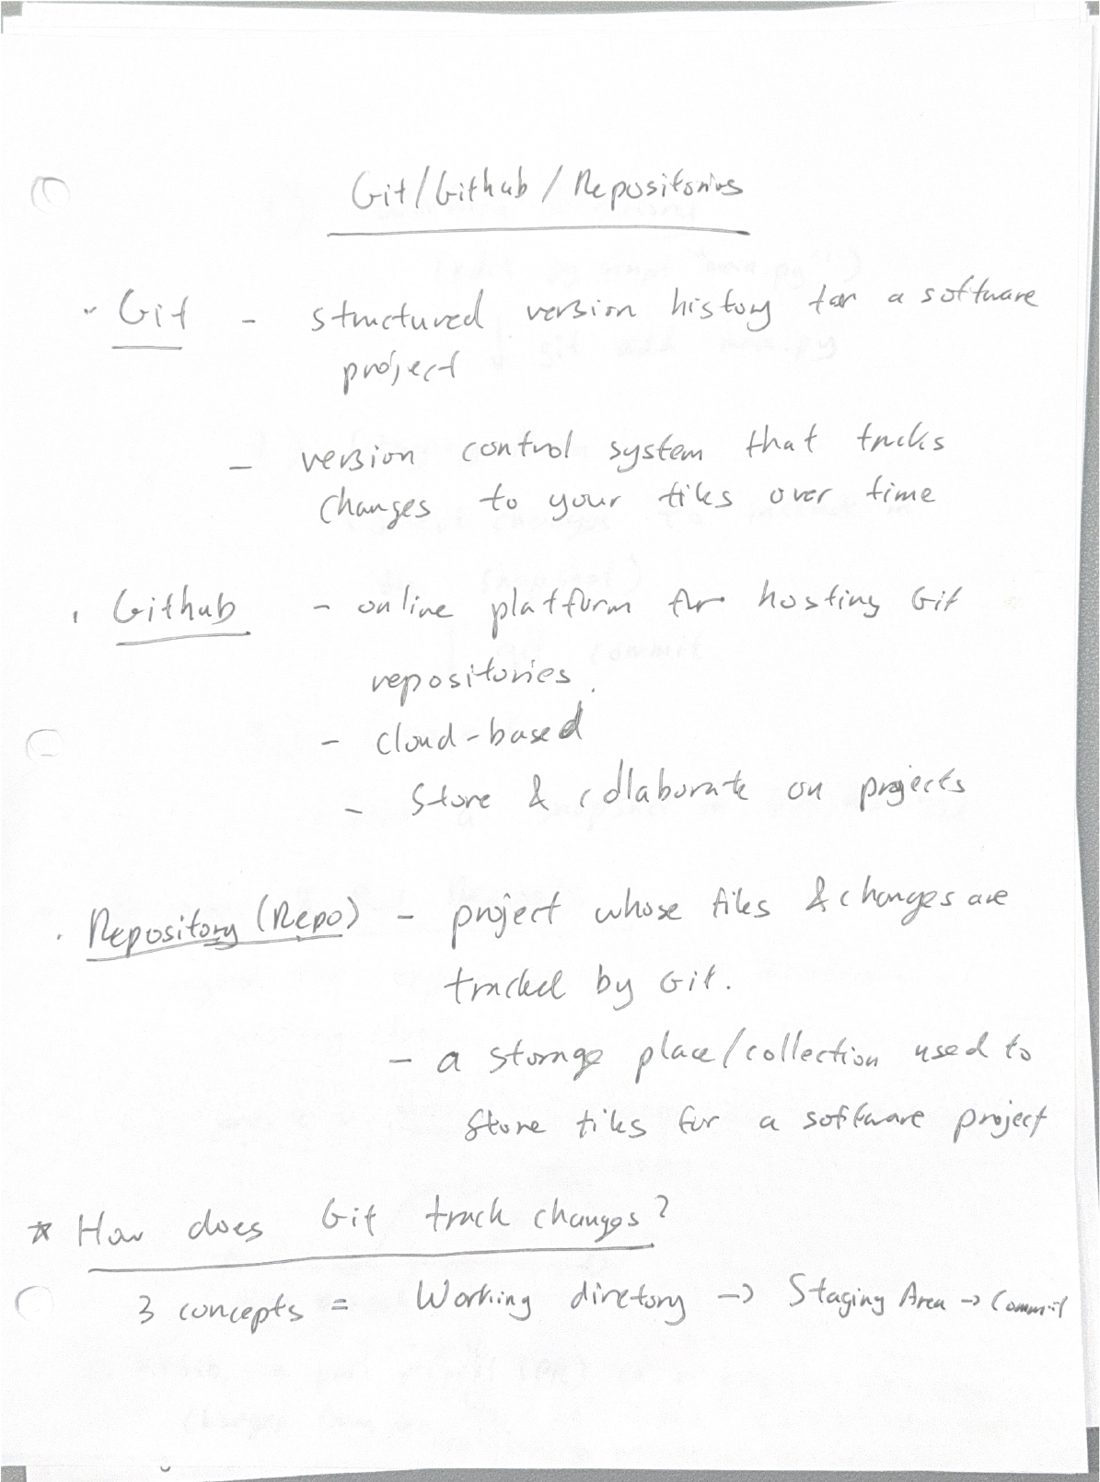 Git/Github/Repositories
- Git - structured version history for a software
project
- version control system that tracks
changes to your files over time
. Github - online platform for hosting Git
repositories.
- cloud-based
- Store & collaborate on projects
. Repository (Repo) - project whose files & changes are
tracked by Git.
- a storage place/collection used to
store files for a software project
* How does Git track changes?
3 concepts = Working directory -> Staging Area -> Commit